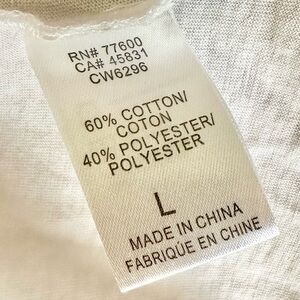 RN# 77600
CA# 45831
CW6296
60% COTTON/
COTON
40% POLYESTER/
POLYESTER
L
MADE IN CHINA
FABRIQUÉ EN CHINE